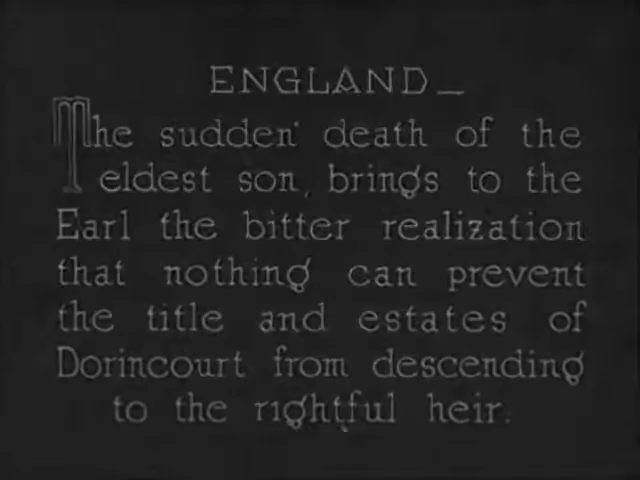 ENGLAND —
The sudden death of the
eldest son, brings to the
Earl the bitter realization
that nothing can prevent
the title and estates of
Dorincourt from descending
to the rightful heir.